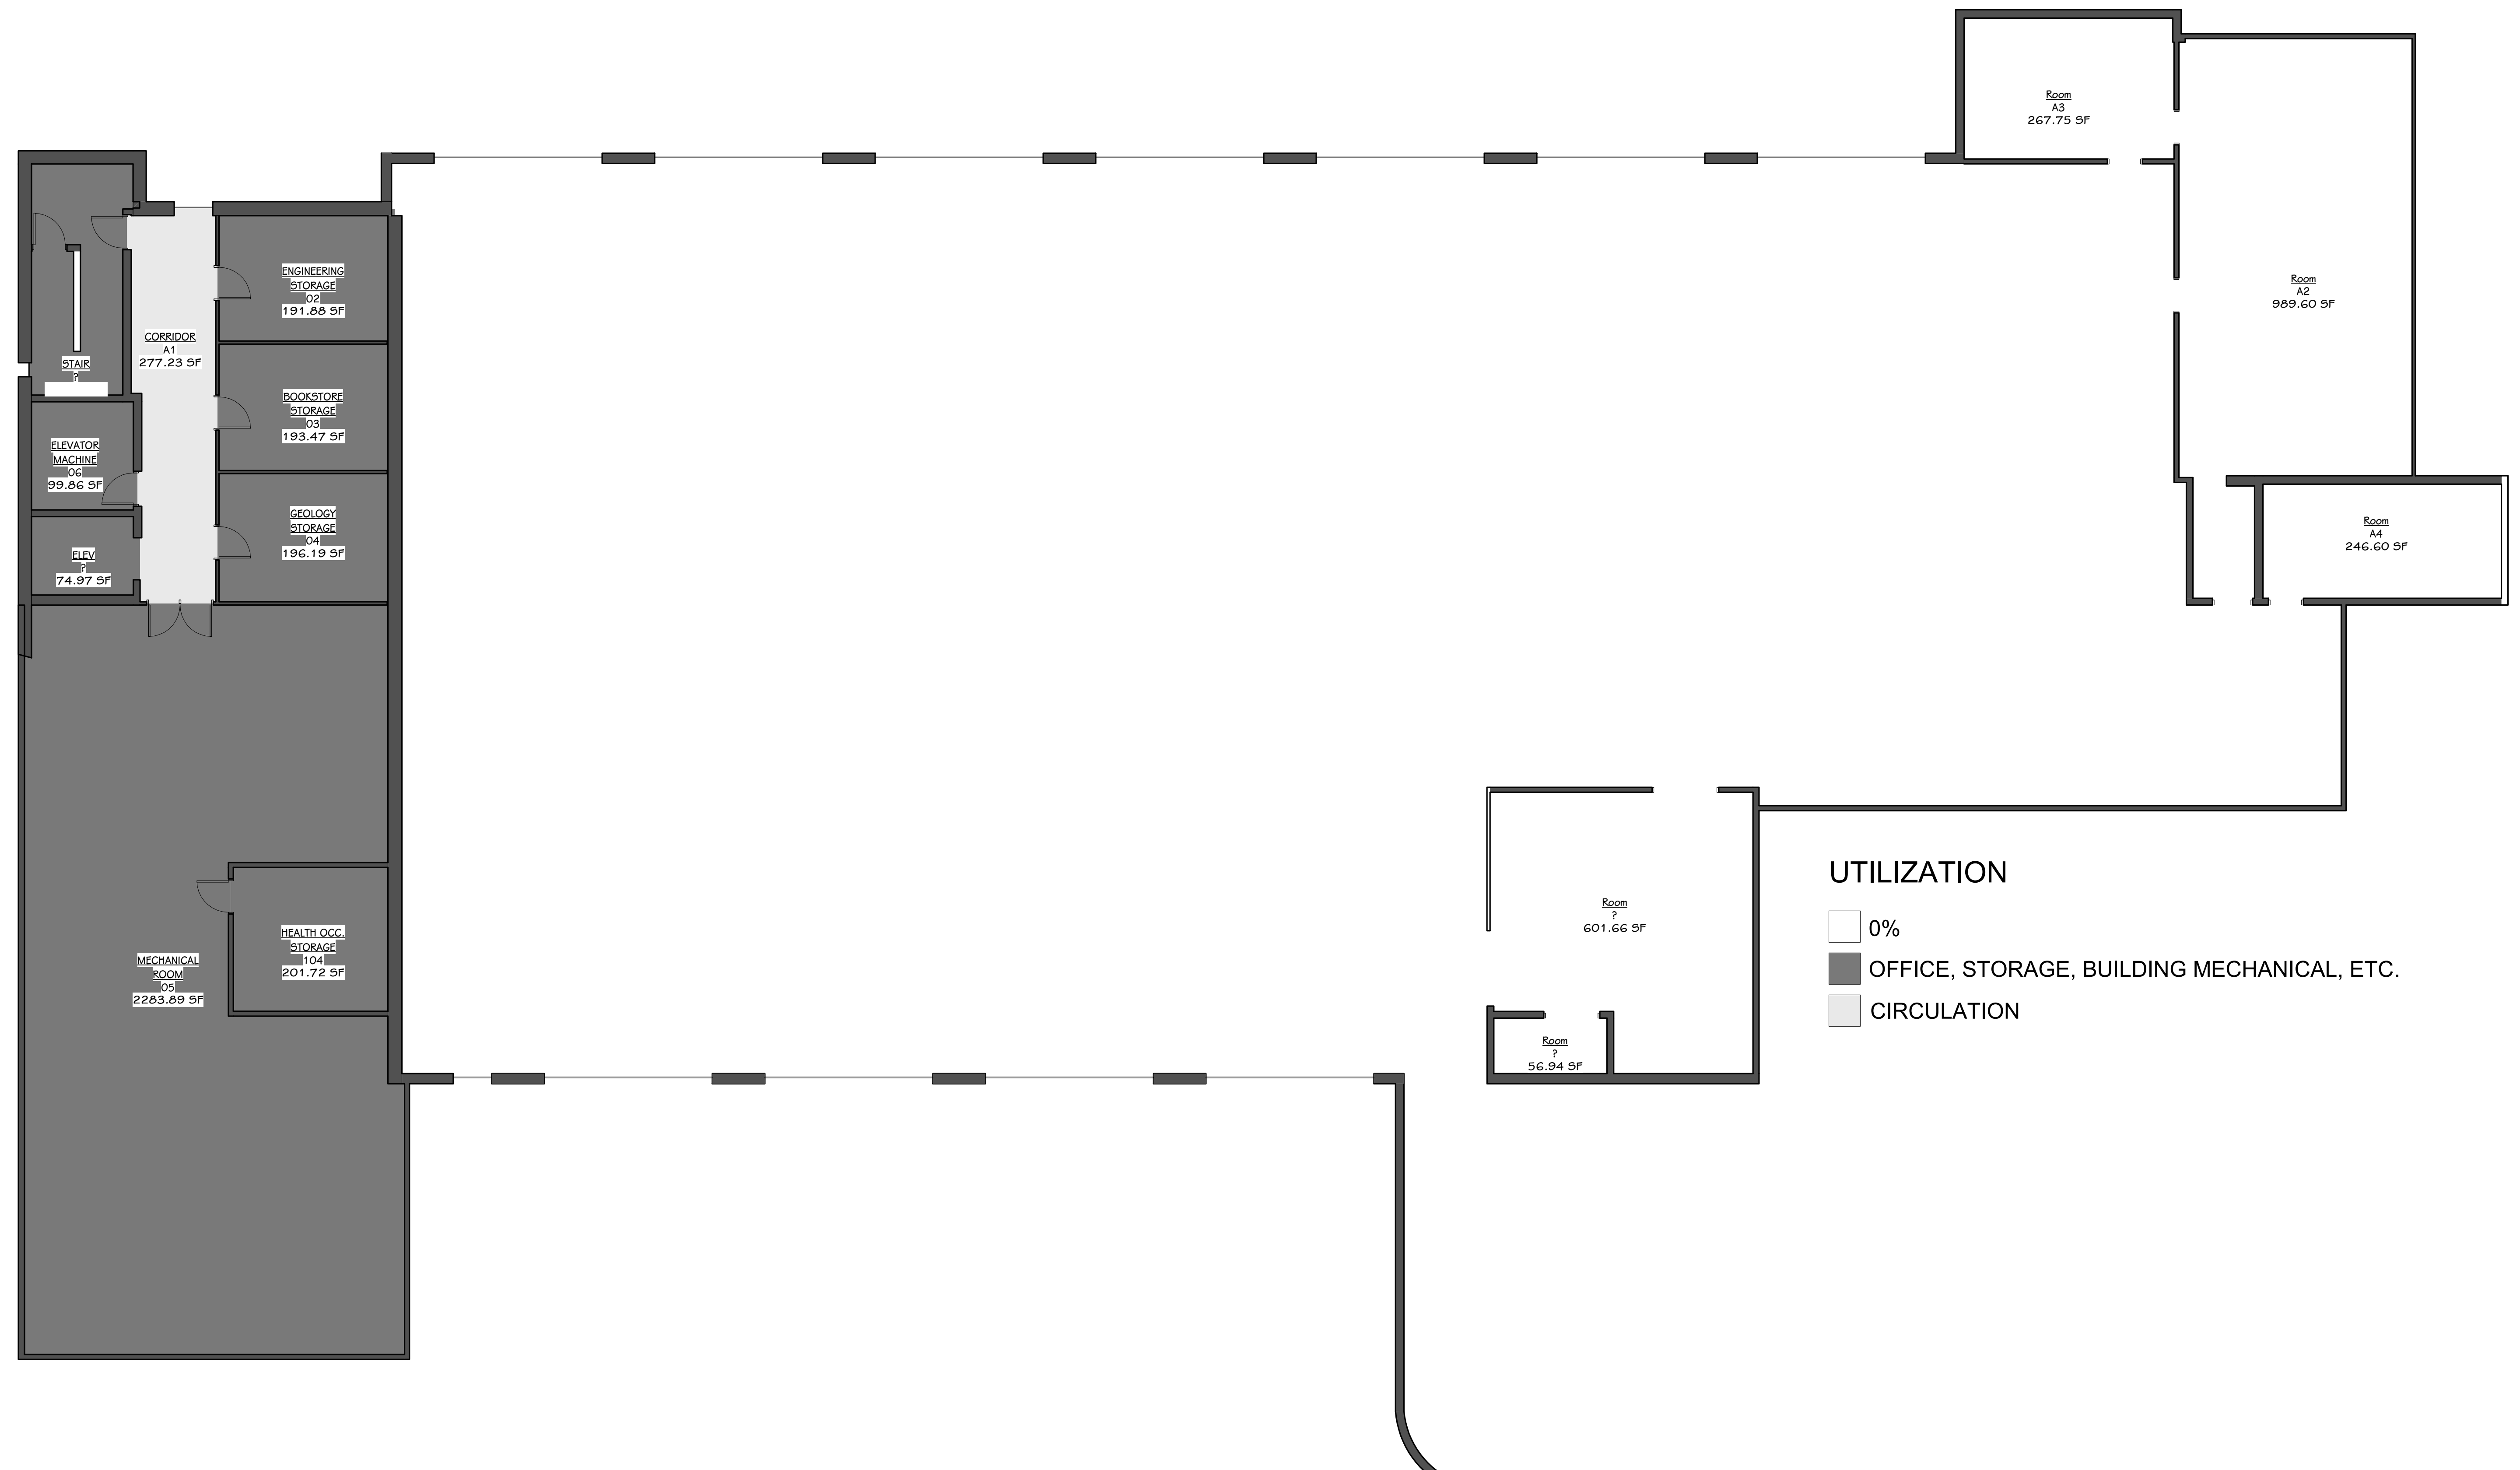 Room
A3
267.75 SF
Room
A2
989.60 SF
ENGINEERING
STORAGE
02
191.88 SF
CORRIDOR
A1
277.23 SF
STAIR
?
BOOKSTORE
STORAGE
03
193.47 SF
ELEVATOR
MACHINE
06
99.86 SF
GEOLOGY
STORAGE
04
196.19 SF
ELEV
?
74.97 SF
Room
A4
246.60 SF
HEALTH OCC.
STORAGE
104
201.72 SF
MECHANICAL
ROOM
05
2283.89 SF
Room
?
601.66 SF
Room
?
56.94 SF
UTILIZATION
0%
OFFICE, STORAGE, BUILDING MECHANICAL, ETC.
CIRCULATION